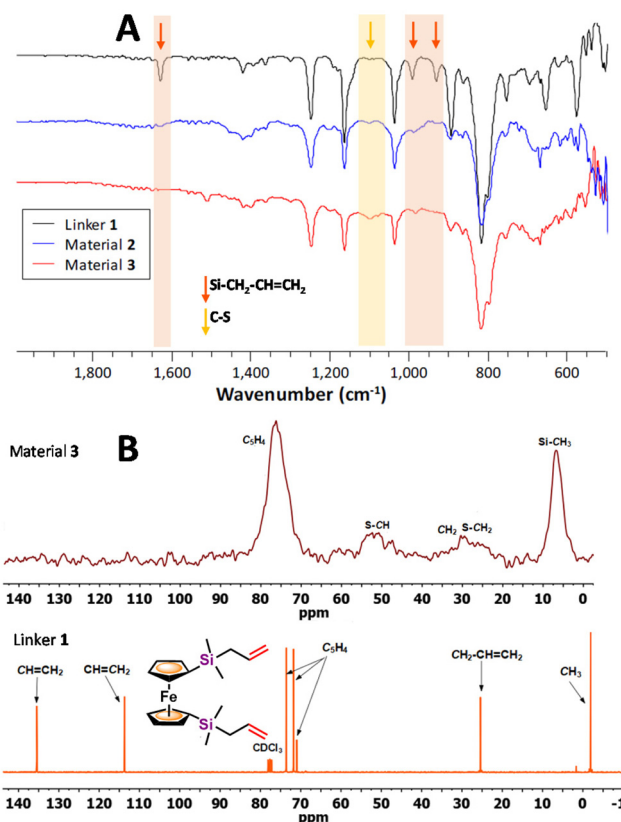 A
Linker 1
Material 2
Material 3
Si-CH₂-CH=CH₂
C-S
1,800 1,600 1,400 1,200 1,000 800 600
Wavenumber (cm⁻¹)
Material 3
B
C₅H₄
S-CH
CH₂
S-CH₂
Si-CH₃
140 130 120 110 100 90 80 70 60 50 40 30 20 10 0
ppm
Linker 1
CH=CH₂
CH=CH₂
Si
Fe
Si
CDCl₃
C₅H₄
CH₂-CH=CH₂
CH₃
140 130 120 110 100 90 80 70 60 50 40 30 20 10 0 -1
ppm